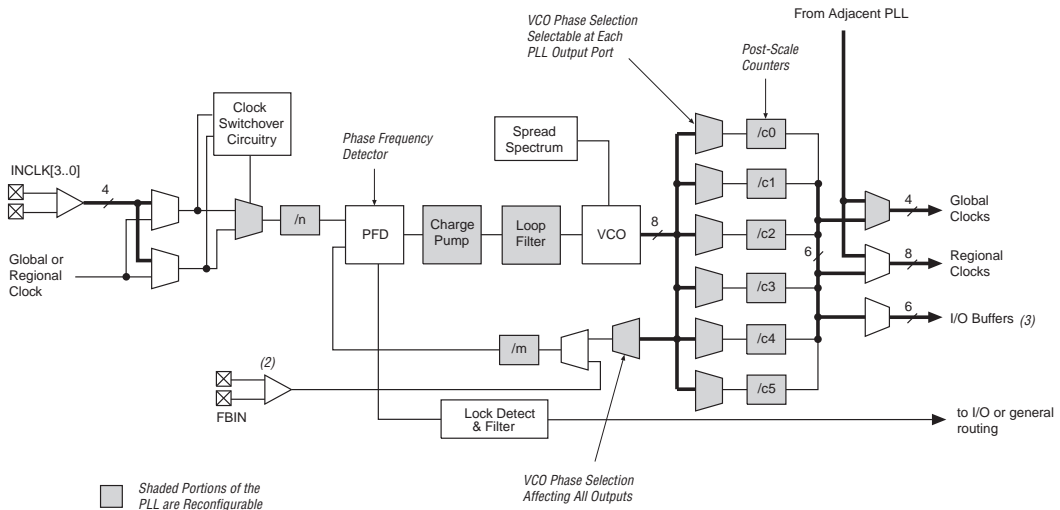 From Adjacent PLL
VCO Phase Selection
Selectable at Each
PLL Output Port
Post-Scale
Counters
Clock
Switchover
Circuitry
Phase Frequency
Detector
Spread
Spectrum
INCLK[3..0]
4
/n
PFD
Charge
Pump
Loop
Filter
VCO
8
/c0
/c1
/c2
/c3
/c4
/c5
6
4
Global
Clocks
8
Regional
Clocks
6
I/O Buffers (3)
Global or
Regional
Clock
/m
(2)
FBIN
Lock Detect
& Filter
to I/O or general
routing
VCO Phase Selection
Affecting All Outputs
Shaded Portions of the
PLL are Reconfigurable